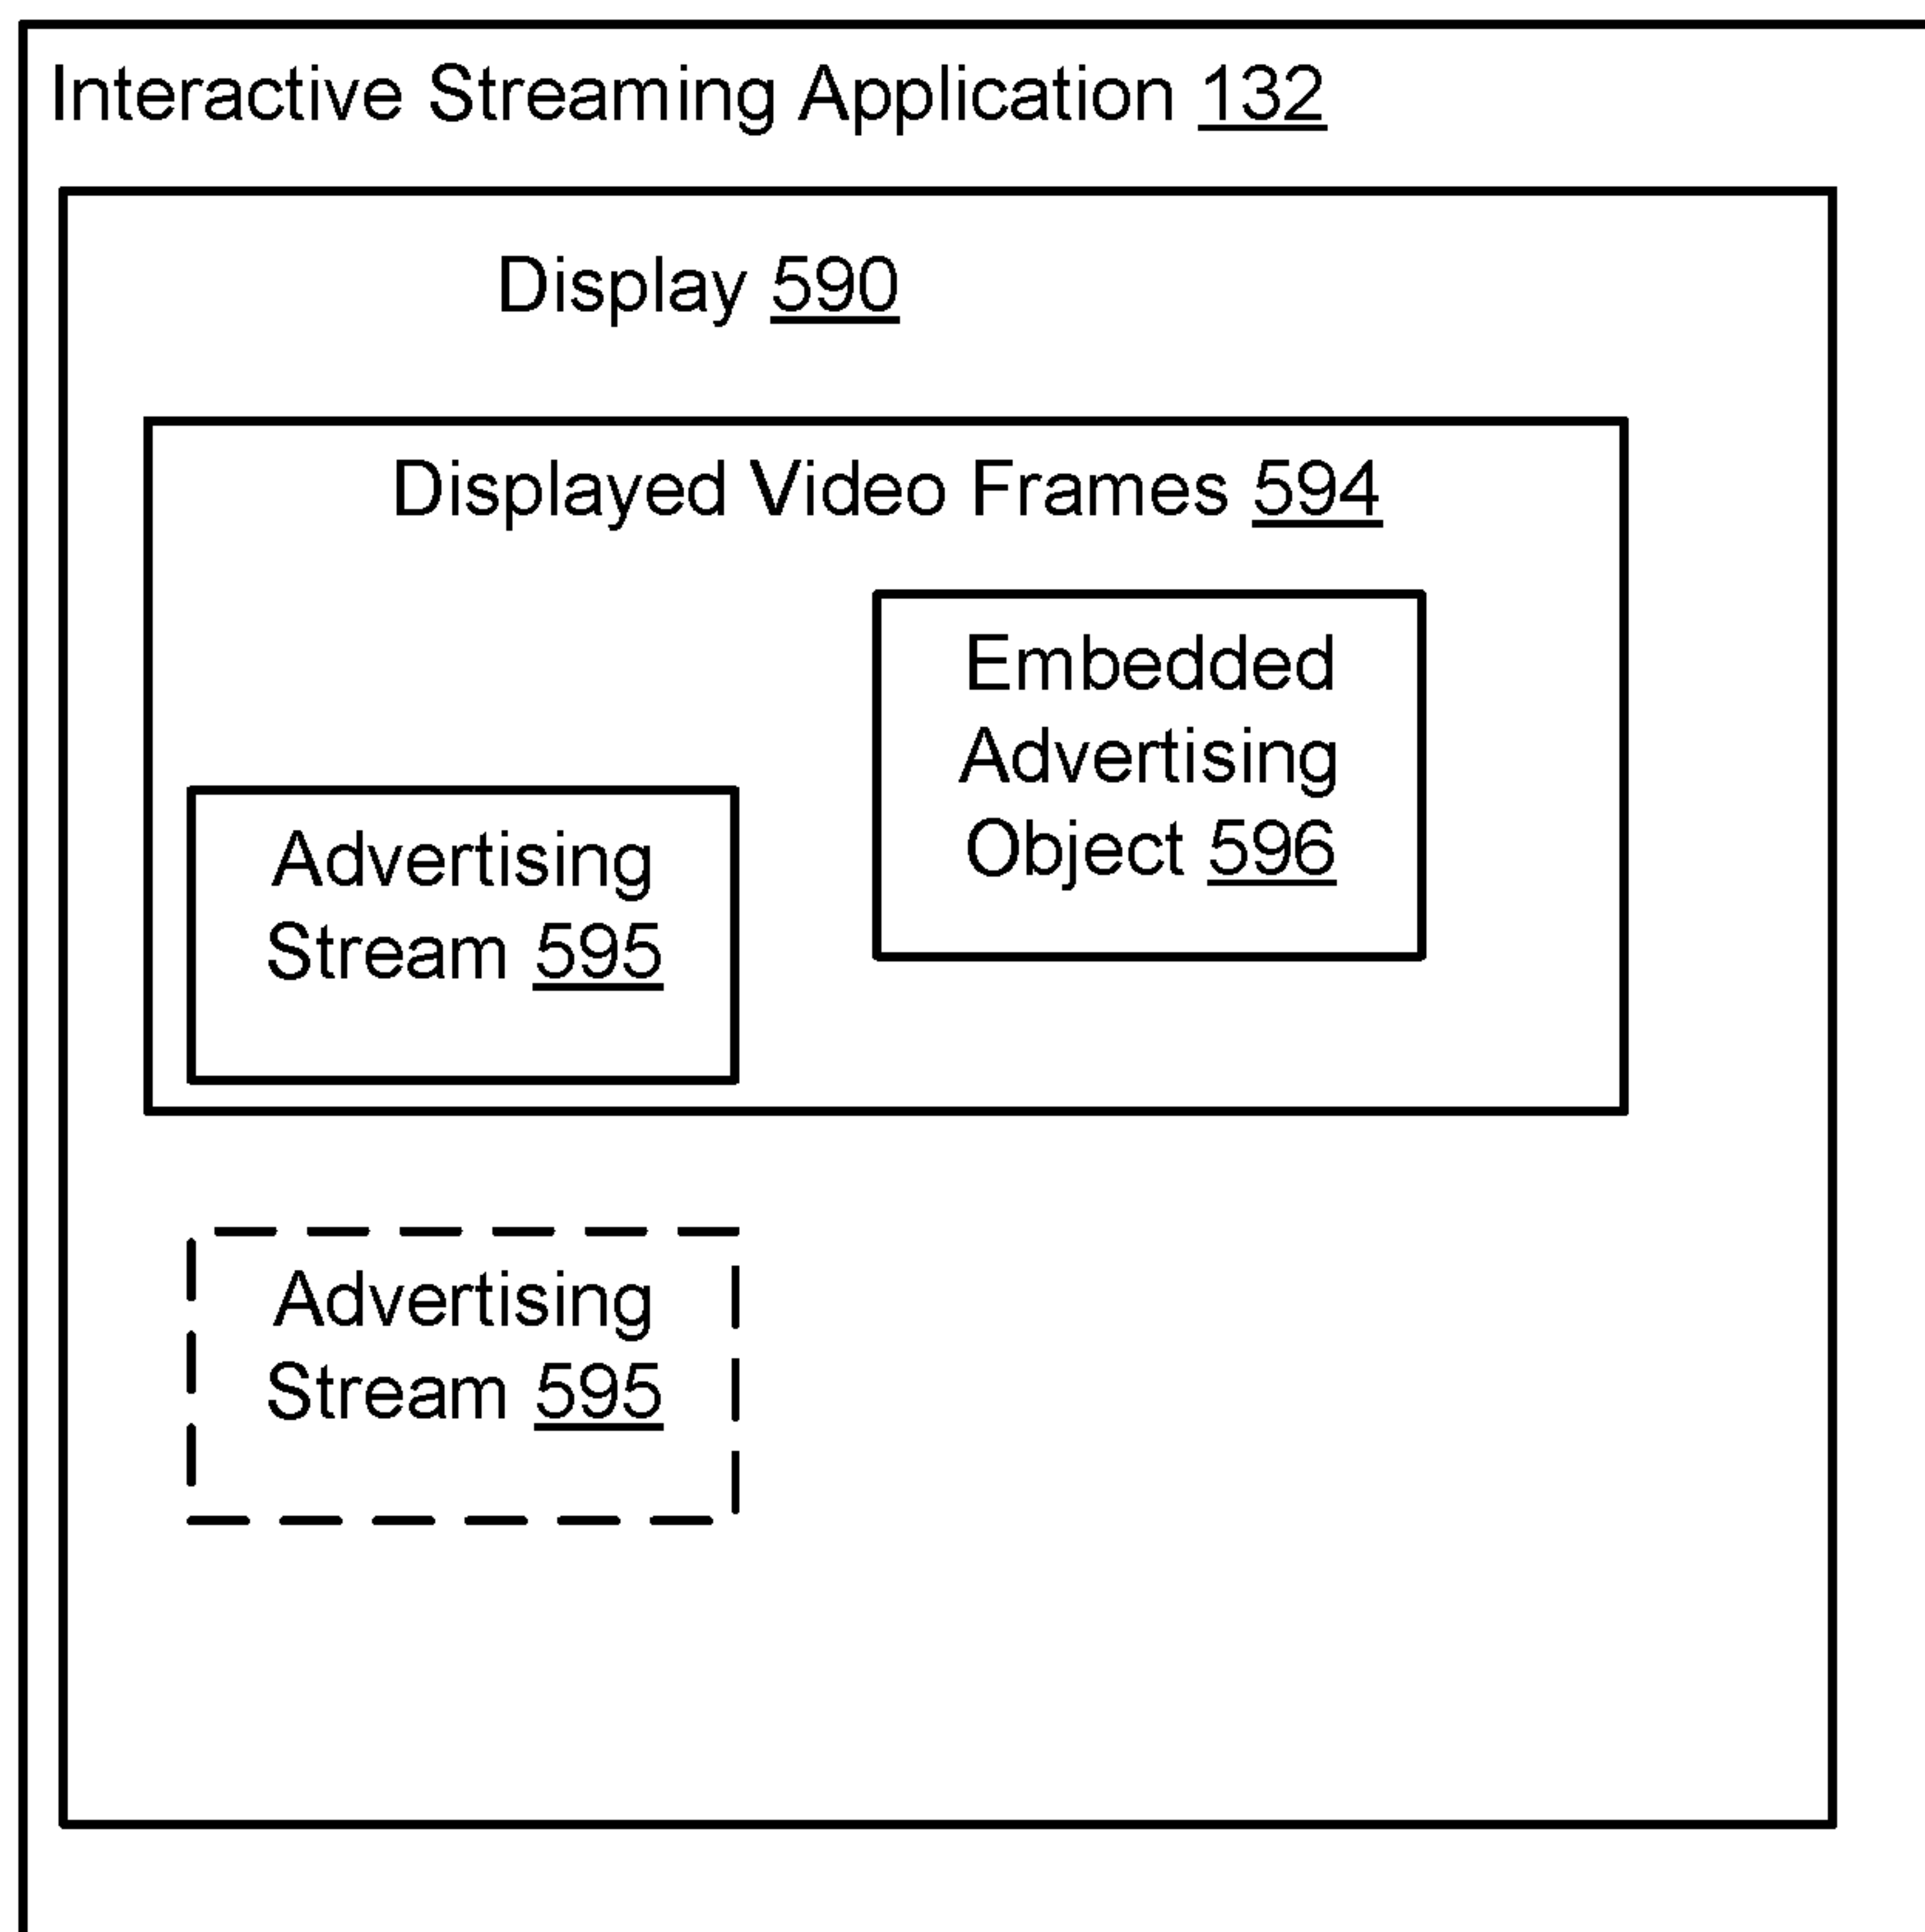 Interactive Streaming Application 132
Display 590
Displayed Video Frames 594
Embedded
Advertising
Object 596
Advertising
Stream 595
Advertising
Stream 595